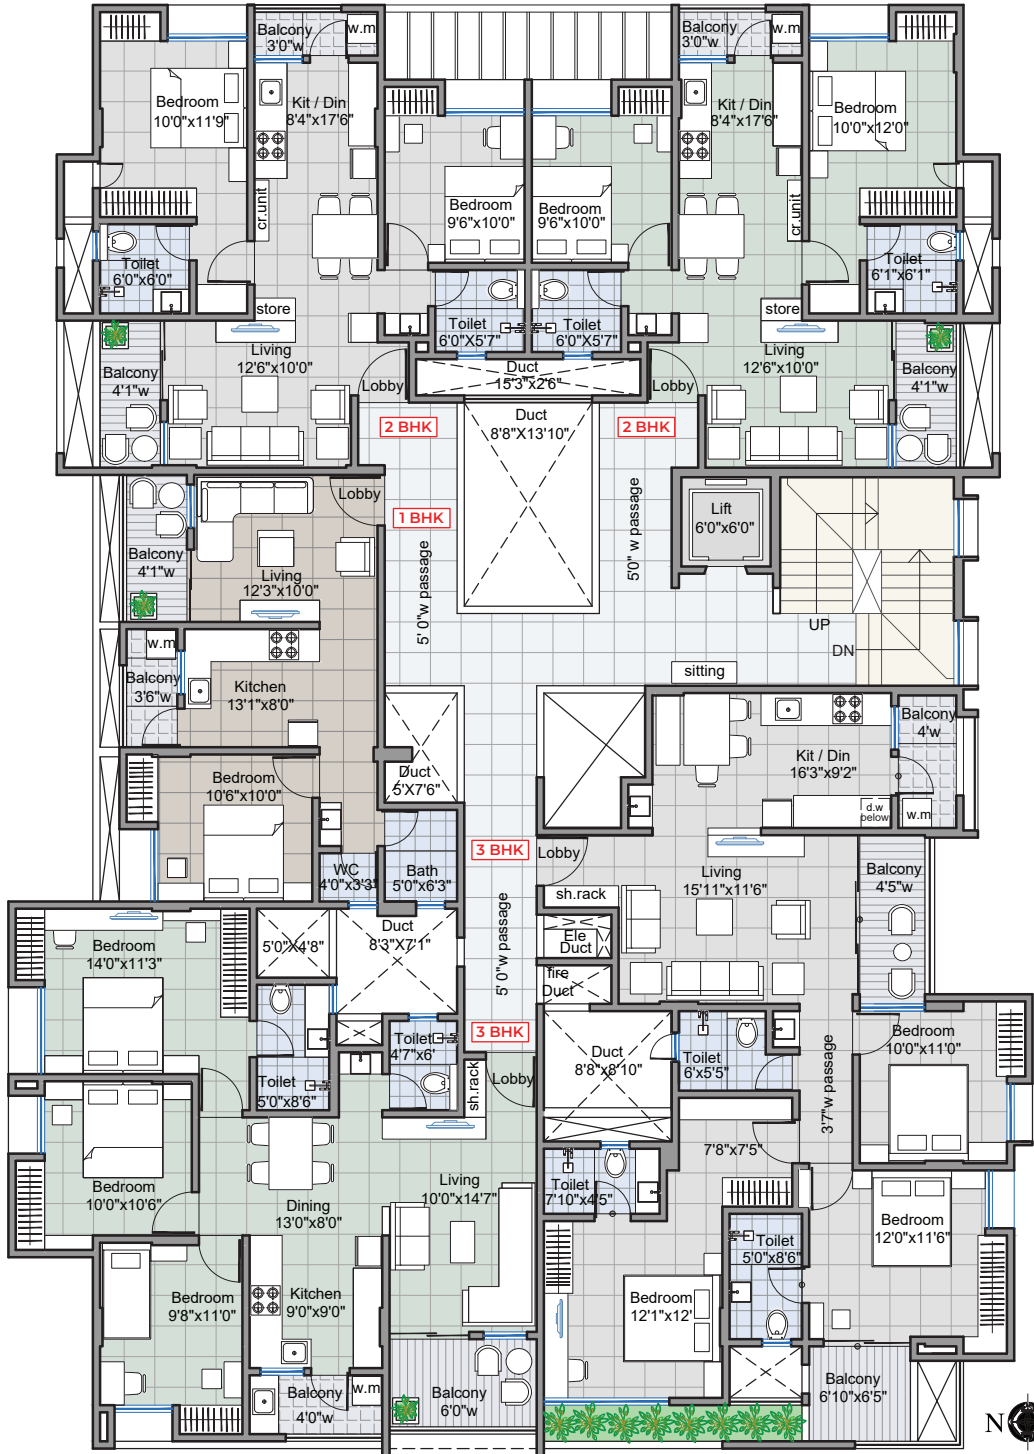 Balcony
3'0"w
w.m
Balcony
3'0"w
w.m
Bedroom
10'0"x11'9"
Kit / Din
8'4"x17'6"
Kit / Din
8'4"x17'6"
Bedroom
10'0"x12'0"
cr.unit
Bedroom
9'6"x10'0"
Bedroom
9'6"x10'0"
cr.unit
Toilet
6'0"x6'0"
Toilet
6'1"x6'1"
store
store
Toilet
6'0"X5'7"
Toilet
6'0"X5'7"
Living
12'6"x10'0"
Living
12'6"x10'0"
Balcony
4'1"w
Lobby
Duct
15'3"x2'6"
Lobby
Balcony
4'1"w
2 BHK
Duct
8'8"X13'10"
2 BHK
Lobby
1 BHK
Lift
6'0"x6'0"
Balcony
4'1"w
Living
12'3"x10'0"
5' 0"w passage
5'0" w passage
UP
DN
w.m
Balcony
3'6"w
Kitchen
13'1"x8'0"
sitting
Balcony
4'w
Kit / Din
16'3"x9'2"
Duct
5'X7'6"
Bedroom
10'6"x10'0"
d.w
below
w.m
3 BHK
Lobby
WC
4'0"x3'3"
Bath
5'0"x6'3"
Living
15'11"x11'6"
Balcony
4'5"w
sh.rack
Bedroom
14'0"x11'3"
5'0"X4'8"
Duct
8'3"X7'1"
5' 0"w passage
Ele
Duct
fire
Duct
3 BHK
Toilet
4'7"x6'
Duct
8'8"x8'10"
Toilet
6'x5'5"
3'7"w passage
Bedroom
10'0"x11'0"
Toilet
5'0"x8'6"
sh.rack
Lobby
7'8"x7'5"
Bedroom
10'0"x10'6"
Dining
13'0"x8'0"
Living
10'0"x14'7"
Toilet
7'10"x4'5"
Toilet
5'0"x8'6"
Bedroom
12'0"x11'6"
Bedroom
9'8"x11'0"
Kitchen
9'0"x9'0"
Bedroom
12'1"x12'
Balcony
4'0"w
w.m
Balcony
6'0"w
Balcony
6'10"x6'5"
N